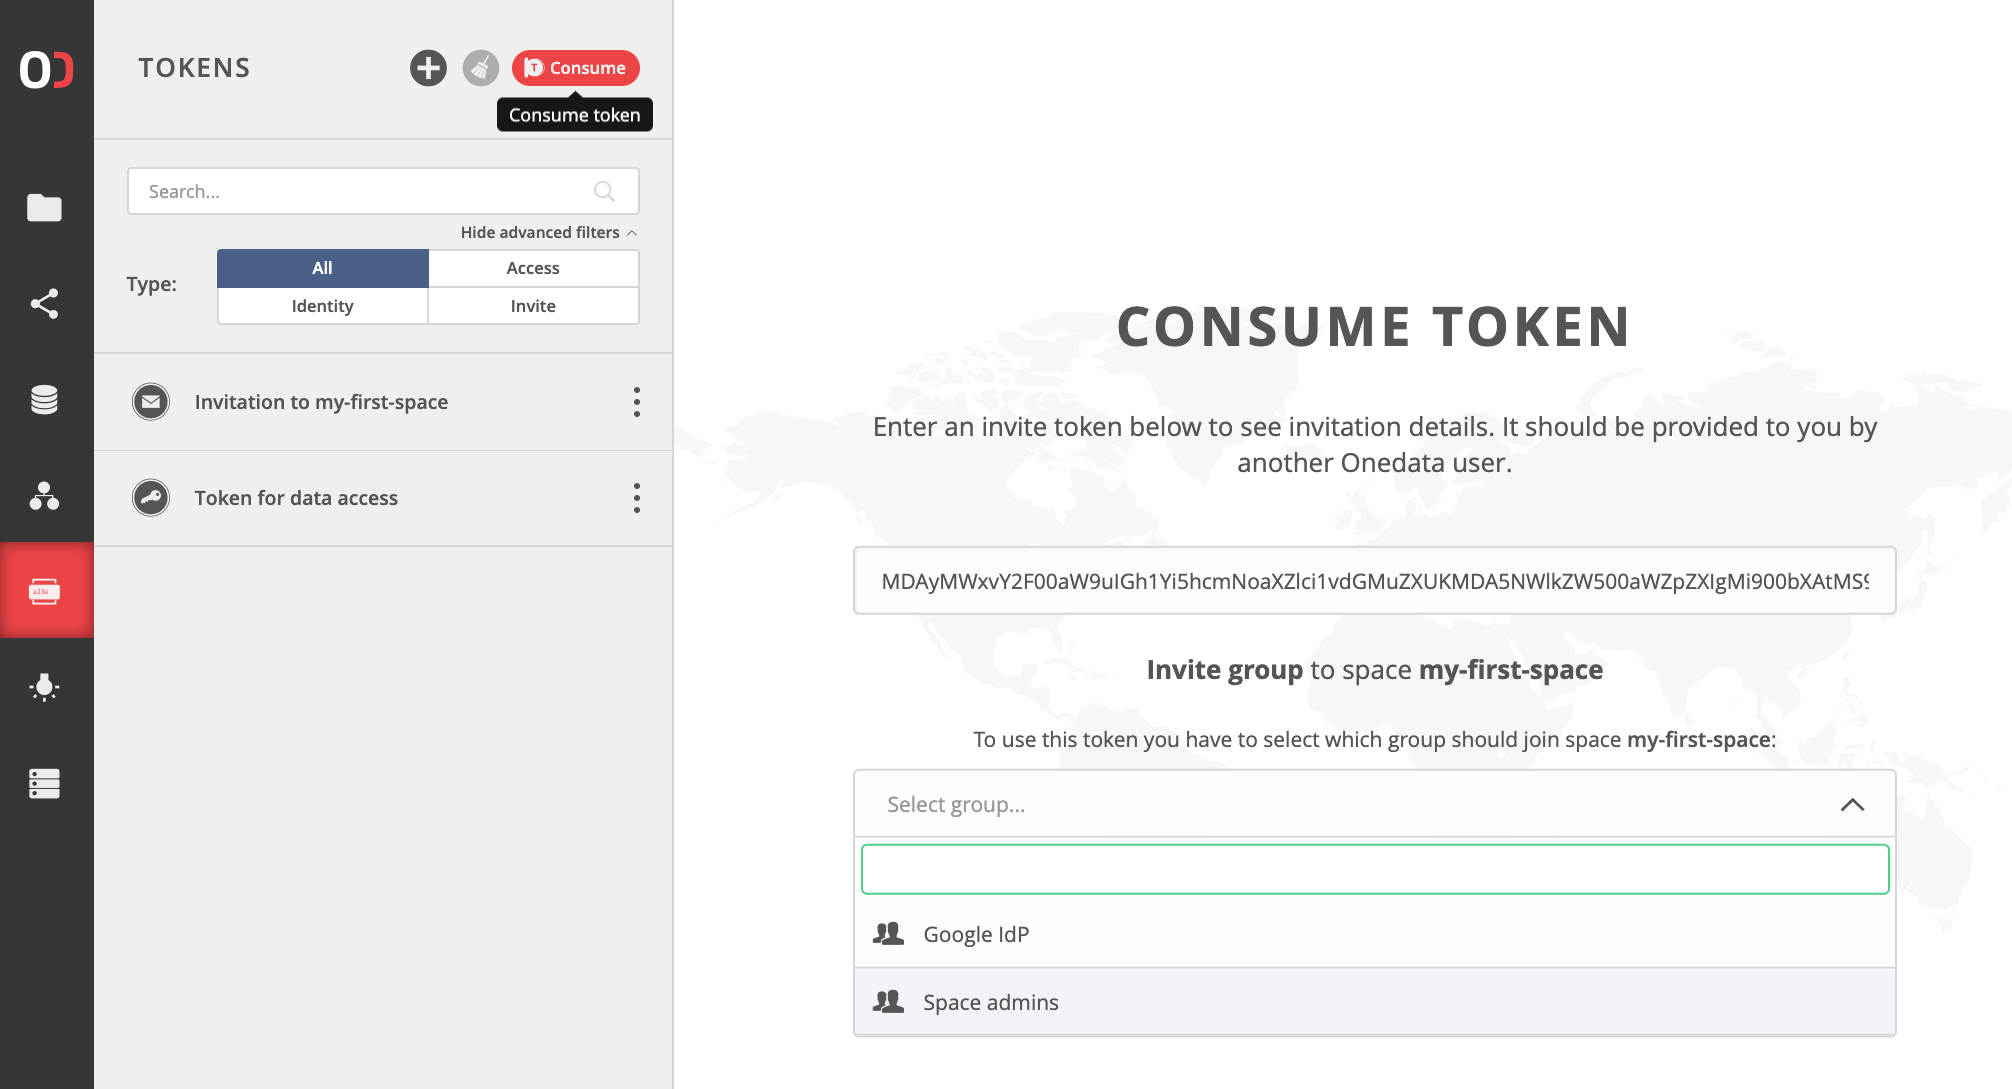 TOKENS
Consume
Consume token
Search...
Hide advanced filters
Type:
All
Access
Identity
Invite
Invitation to my-first-space
Token for data access
a23e
CONSUME TOKEN
Enter an invite token below to see invitation details. It should be provided to you by
another Onedata user.
MDAyMWxvY2F00aW9uIGh1Yi5hcmNoaXZlci1vdGMuZXUKMDA5NWlkZW500aWZpZXIgMi900bXAtMS9
Invite group to space my-first-space
To use this token you have to select which group should join space my-first-space:
Select group...
Google IdP
Space admins